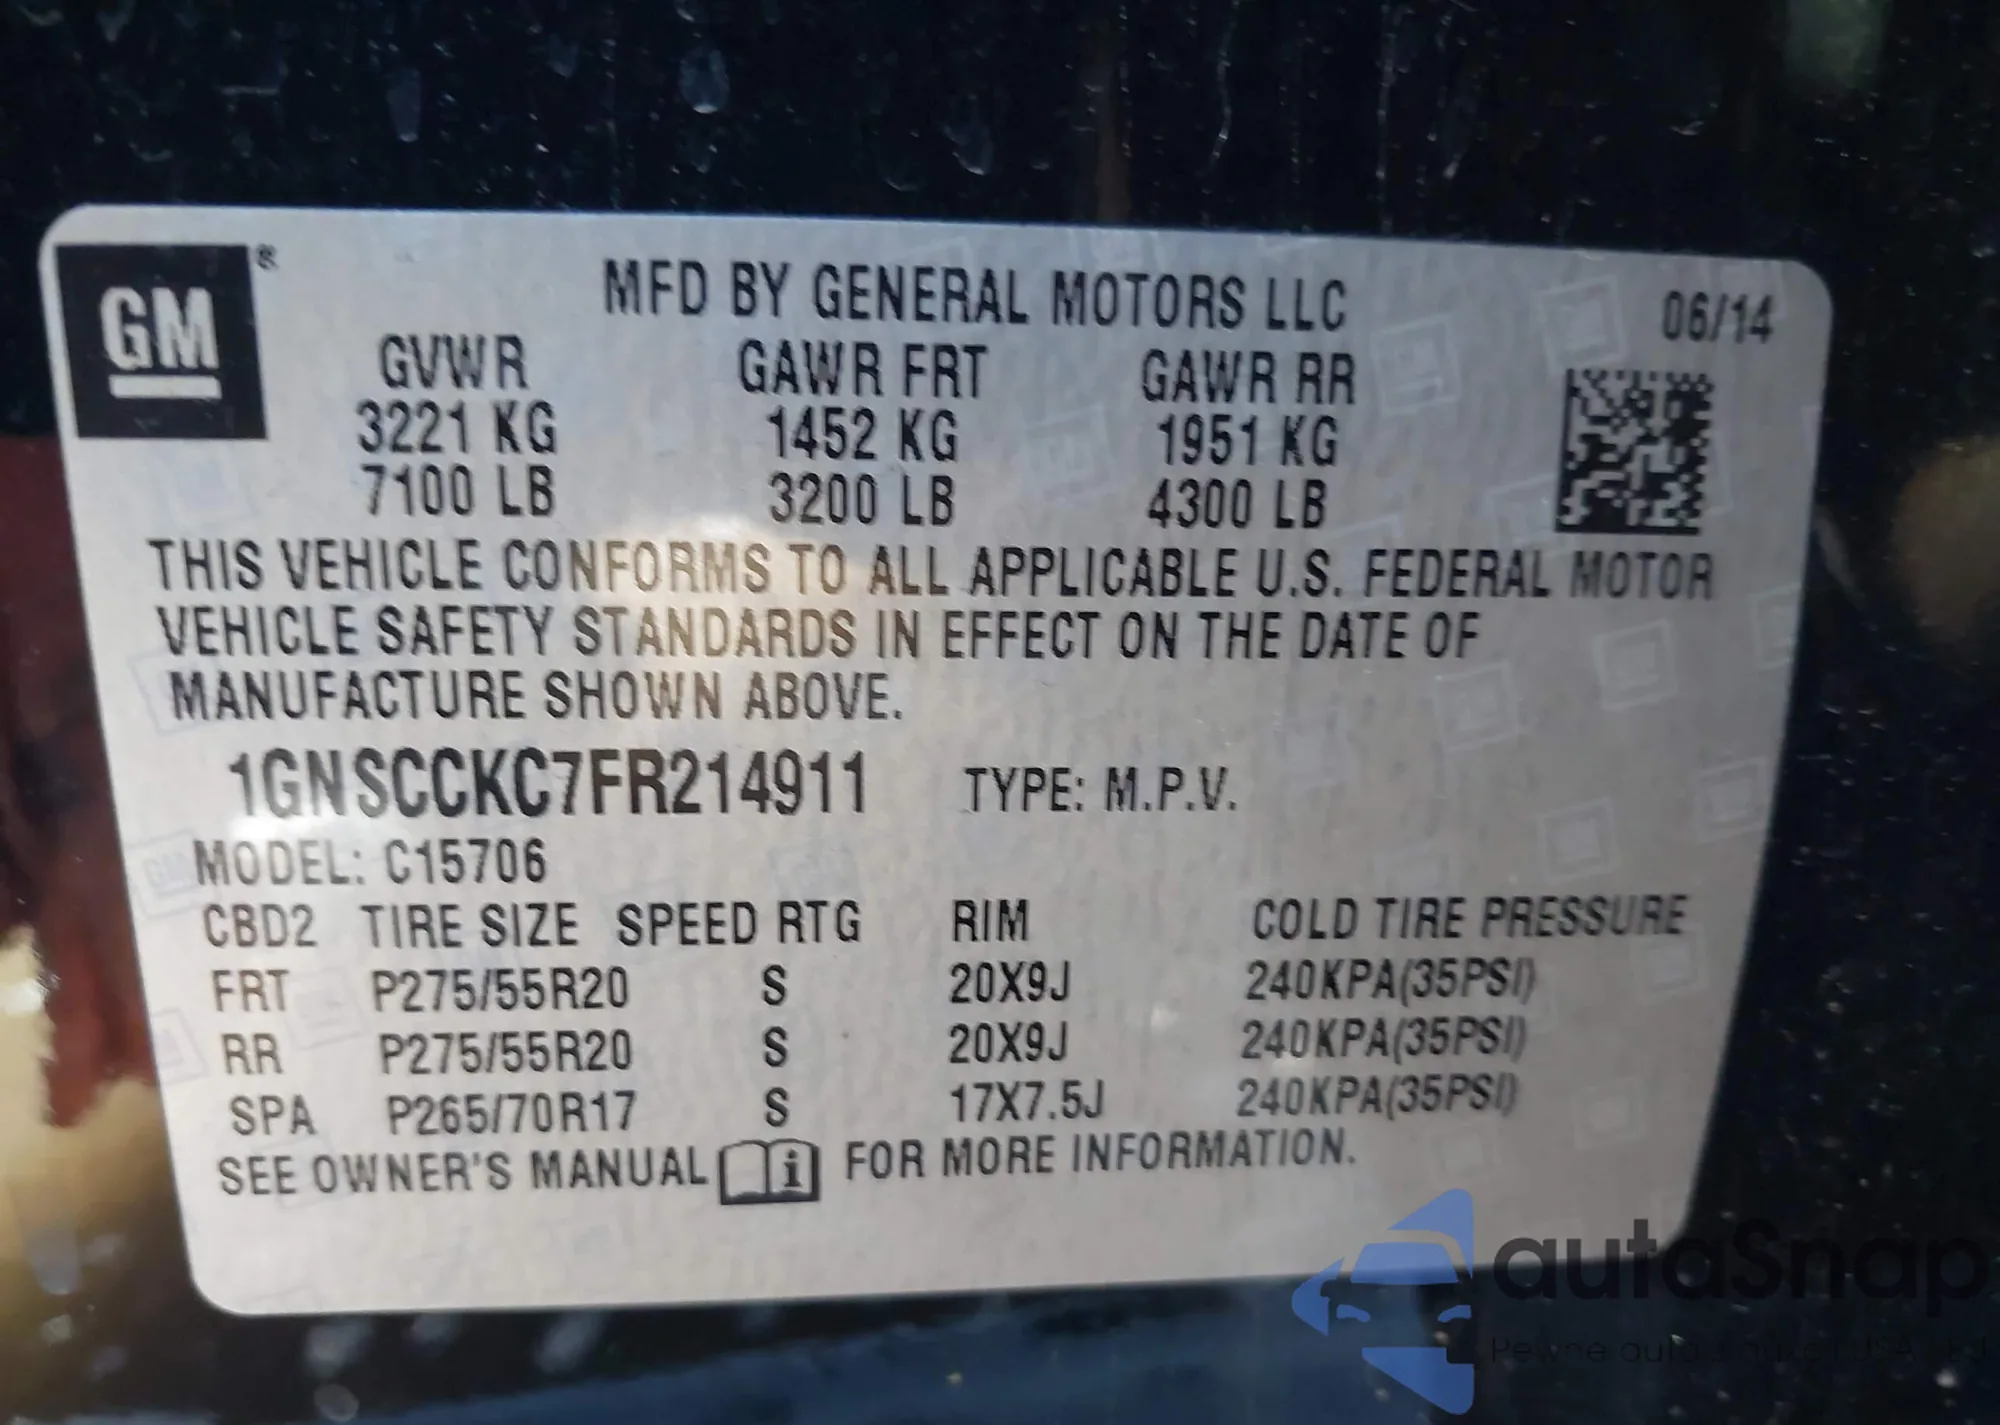 GM ®
MFD BY GENERAL MOTORS LLC 06/14
GVWR GAWR FRT GAWR RR
3221 KG 1452 KG 1951 KG
7100 LB 3200 LB 4300 LB
THIS VEHICLE CONFORMS TO ALL APPLICABLE U.S. FEDERAL MOTOR
VEHICLE SAFETY STANDARDS IN EFFECT ON THE DATE OF
MANUFACTURE SHOWN ABOVE.
1GNSCCKC7FR214911 TYPE: M.P.V.
MODEL: C15706
CBD2 TIRE SIZE SPEED RTG RIM COLD TIRE PRESSURE
FRT P275/55R20 S 20X9J 240KPA(35PSI)
RR P275/55R20 S 20X9J 240KPA(35PSI)
SPA P265/70R17 S 17X7.5J 240KPA(35PSI)
SEE OWNER'S MANUAL i FOR MORE INFORMATION.
autaSnap
Pewne auta